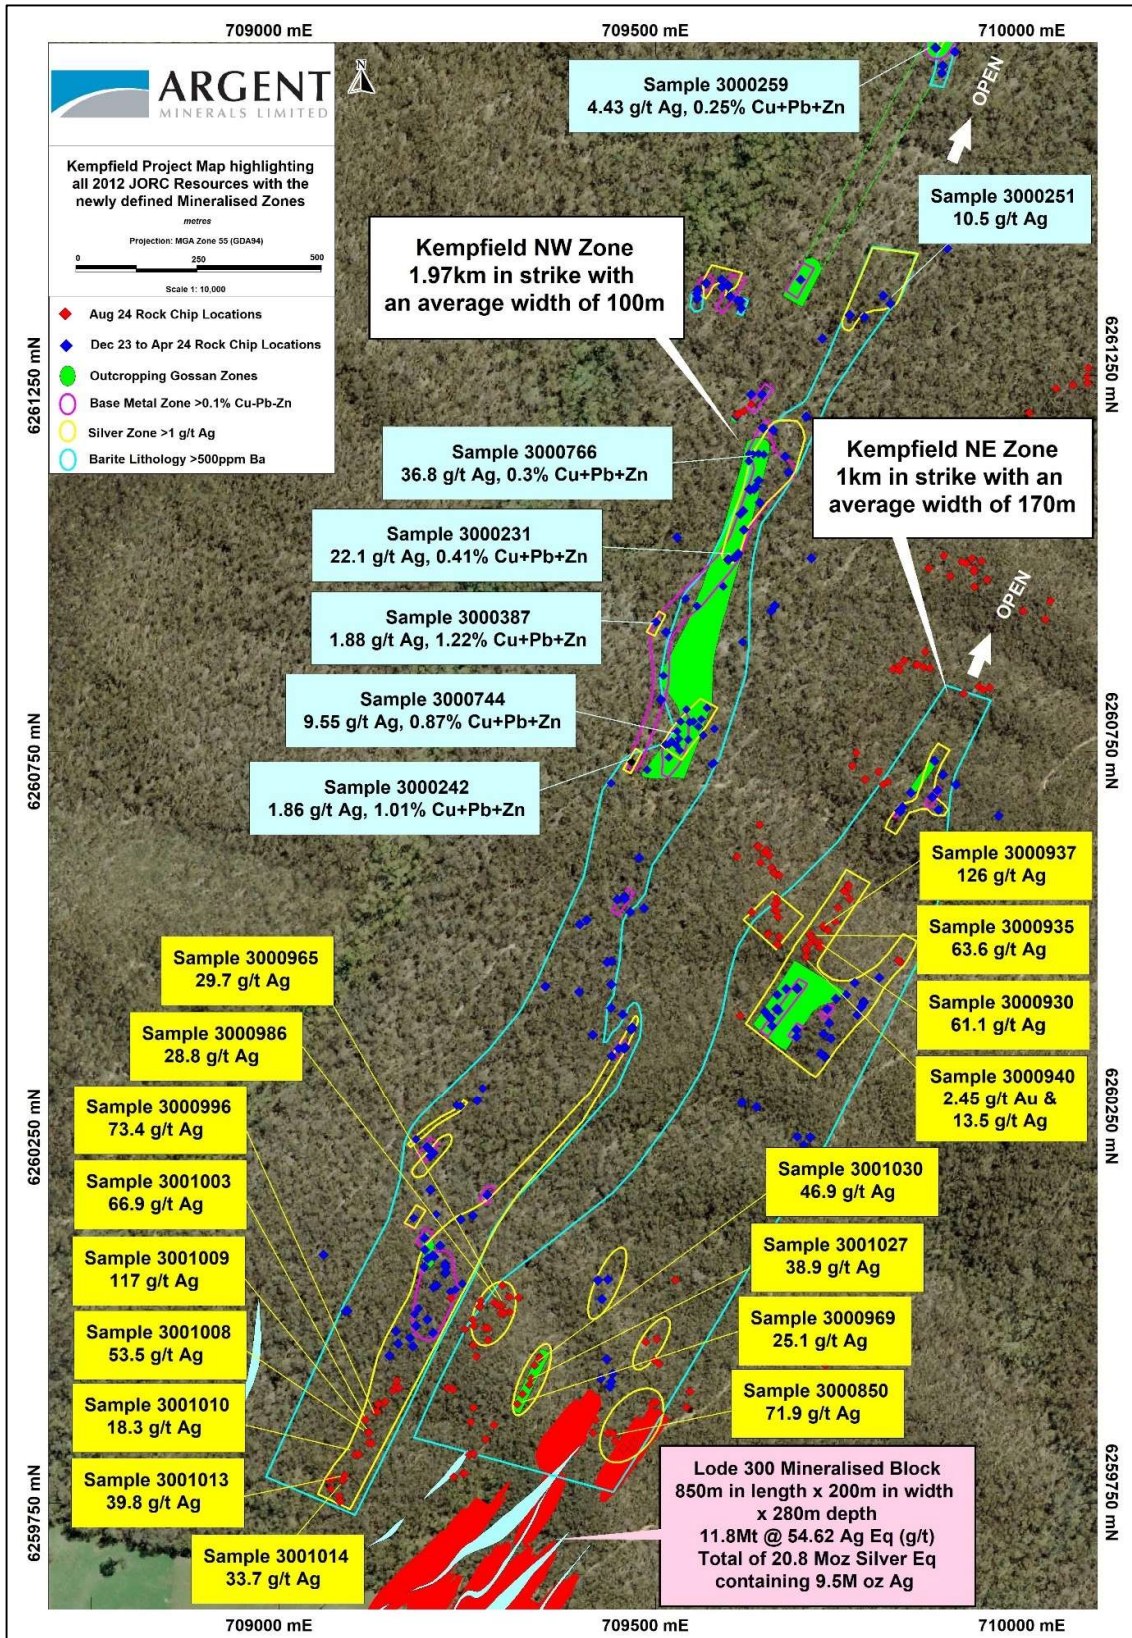 709000 mE
709500 mE
710000 mE
ARGENT
MINERALS LIMITED
N
Kempfield Project Map highlighting
all 2012 JORC Resources with the
newly defined Mineralised Zones
metres
Projection: MGA Zone 55 (GDA94)
0 250 500
Scale 1: 10,000
Aug 24 Rock Chip Locations
Dec 23 to Apr 24 Rock Chip Locations
Outcropping Gossan Zones
Base Metal Zone >0.1% Cu-Pb-Zn
Silver Zone >1 g/t Ag
Barite Lithology >500ppm Ba
Sample 3000259
4.43 g/t Ag, 0.25% Cu+Pb+Zn
OPEN
Sample 3000251
10.5 g/t Ag
Kempfield NW Zone
1.97km in strike with
an average width of 100m
6261250 mN
6261250 mN
Kempfield NE Zone
1km in strike with an
average width of 170m
Sample 3000766
36.8 g/t Ag, 0.3% Cu+Pb+Zn
Sample 3000231
22.1 g/t Ag, 0.41% Cu+Pb+Zn
Sample 3000387
1.88 g/t Ag, 1.22% Cu+Pb+Zn
OPEN
Sample 3000744
9.55 g/t Ag, 0.87% Cu+Pb+Zn
Sample 3000242
1.86 g/t Ag, 1.01% Cu+Pb+Zn
6260750 mN
6260750 mN
Sample 3000937
126 g/t Ag
Sample 3000935
63.6 g/t Ag
Sample 3000930
61.1 g/t Ag
Sample 3000940
2.45 g/t Au &
13.5 g/t Ag
Sample 3000965
29.7 g/t Ag
Sample 3000986
28.8 g/t Ag
Sample 3000996
73.4 g/t Ag
Sample 3001003
66.9 g/t Ag
Sample 3001009
117 g/t Ag
Sample 3001008
53.5 g/t Ag
Sample 3001010
18.3 g/t Ag
Sample 3001013
39.8 g/t Ag
Sample 3001014
33.7 g/t Ag
6260250 mN
6260250 mN
Sample 3001030
46.9 g/t Ag
Sample 3001027
38.9 g/t Ag
Sample 3000969
25.1 g/t Ag
Sample 3000850
71.9 g/t Ag
Lode 300 Mineralised Block
850m in length x 200m in width
x 280m depth
11.8Mt @ 54.62 Ag Eq (g/t)
Total of 20.8 Moz Silver Eq
containing 9.5M oz Ag
6259750 mN
6259750 mN
709000 mE
709500 mE
710000 mE